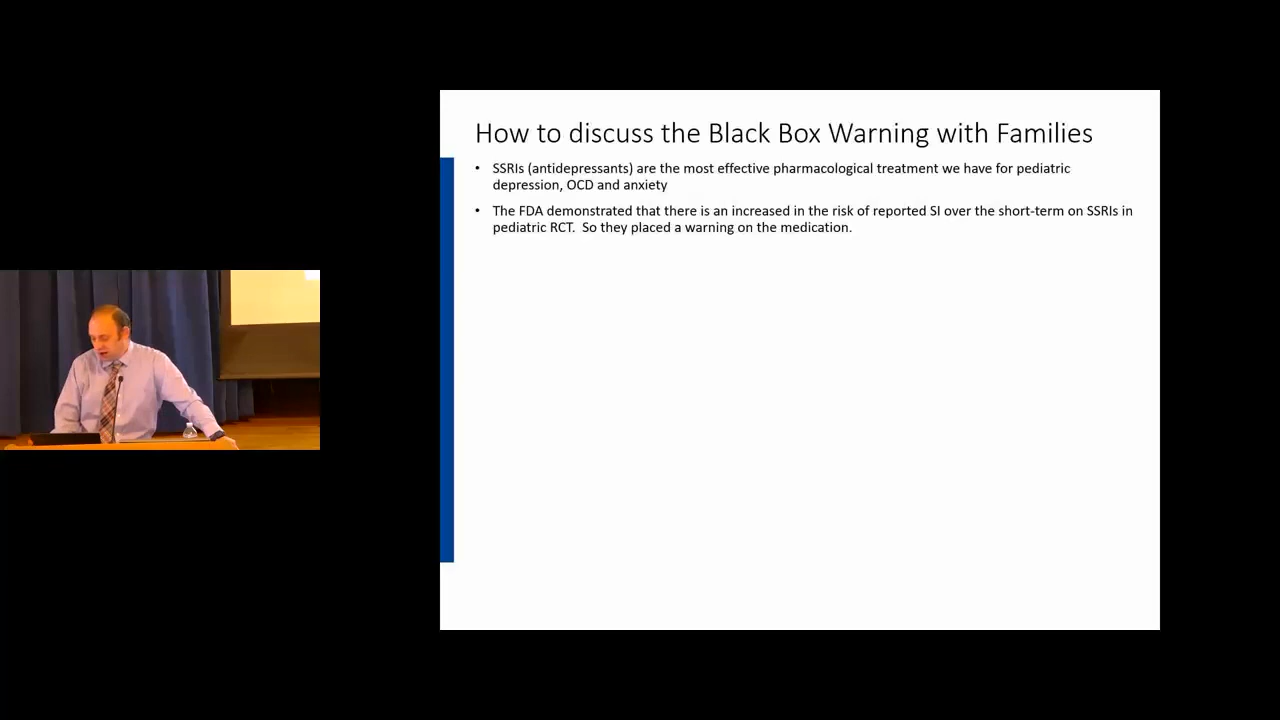 How to discuss the Black Box Warning with Families
• SSRIs (antidepressants) are the most effective pharmacological treatment we have for pediatric
depression, OCD and anxiety
• The FDA demonstrated that there is an increased in the risk of reported SI over the short-term on SSRIs in
pediatric RCT.  So they placed a warning on the medication.